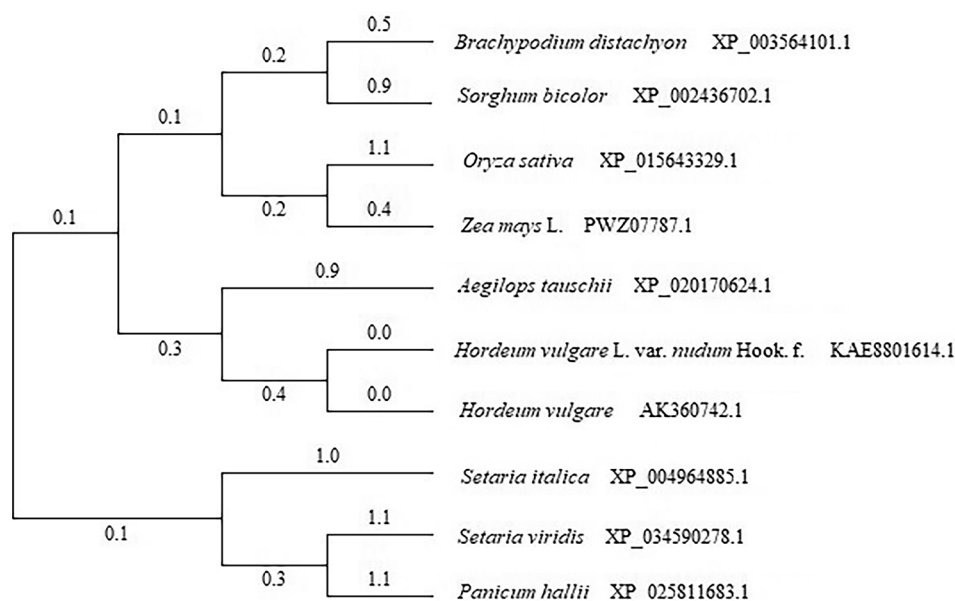 0.5
Brachypodium distachyon XP_003564101.1
0.2
0.9
Sorghum bicolor XP_002436702.1
0.1
1.1
Oryza sativa XP_015643329.1
0.2
0.4
Zea mays L. PWZ07787.1
0.1
0.9
Aegilops tauschii XP_020170624.1
0.3
0.0
Hordeum vulgare L. var. nudum Hook. f. KAE8801614.1
0.4
0.0
Hordeum vulgare AK360742.1
1.0
Setaria italica XP_004964885.1
0.1
1.1
Setaria viridis XP_034590278.1
0.3
1.1
Panicum hallii XP_025811683.1